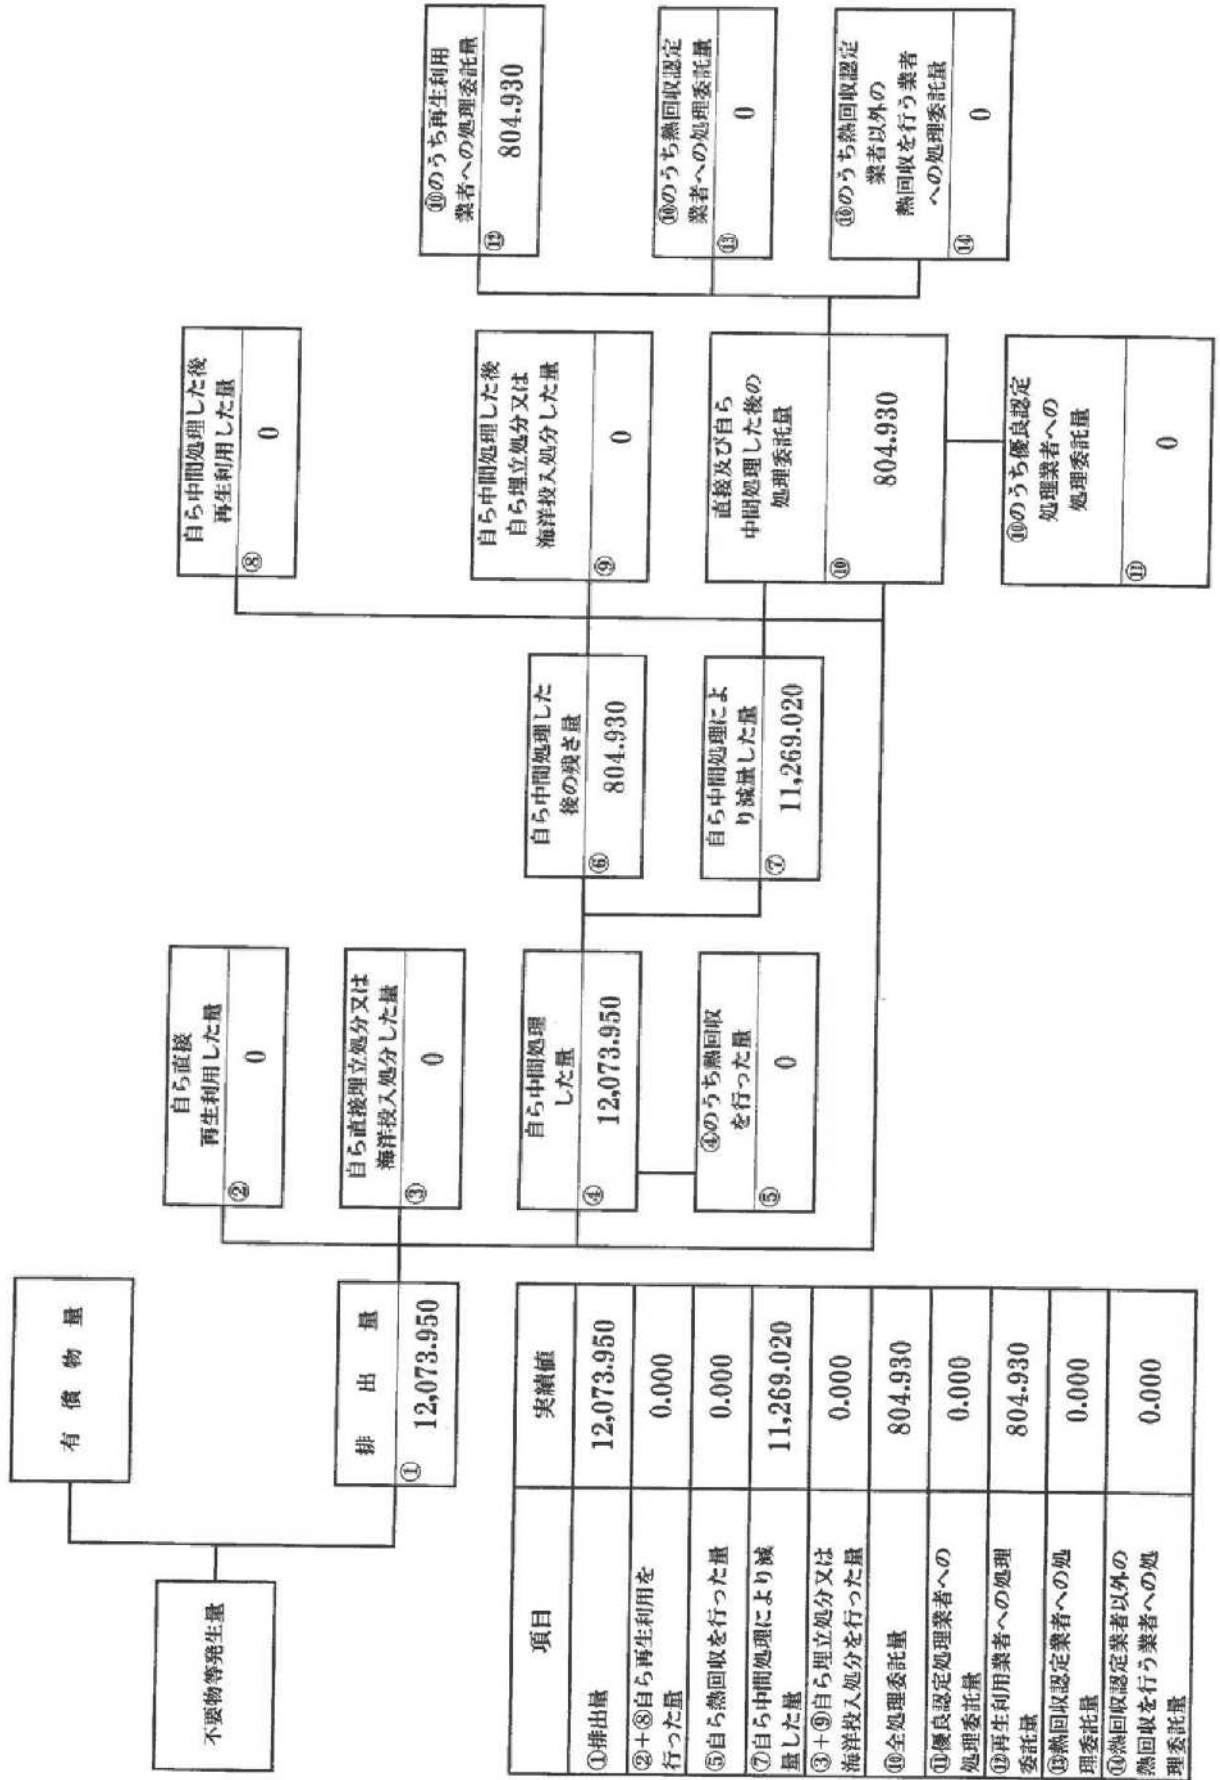 不要物等発生量
有償物量
排出量
① 12,073.950
自ら直接
再生利用した量
② 0
自ら直接埋立処分又は
海洋投入処分した量
③ 0
自ら中間処理
した量
④ 12,073.950
④のうち熱回収
を行った量
⑤ 0
自ら中間処理した
後の残さ量
⑥ 804.930
自ら中間処理によ
り減量した量
⑦ 11,269.020
自ら中間処理した後
再生利用した量
⑧ 0
自ら中間処理した後
自ら埋立処分又は
海洋投入処分した量
⑨ 0
直接及び自ら
中間処理した後の
処理委託量
⑩ 804.930
⑩のうち優良認定
処理業者への
処理委託量
⑪ 0
⑩のうち再生利用
業者への処理委託量
⑫ 804.930
⑩のうち熱回収認定
業者への処理委託量
⑬ 0
⑩のうち熱回収認定
業者以外の
熱回収を行う業者
への処理委託量
⑭ 0
項目 実績値
①排出量 12,073.950
②+⑧自ら再生利用を
行った量 0.000
⑤自ら熱回収を行った量 0.000
⑦自ら中間処理により減
量した量 11,269.020
③+⑨自ら埋立処分又は
海洋投入処分を行った量 0.000
⑩全処理委託量 804.930
⑪優良認定処理業者への
処理委託量 0.000
⑫再生利用業者への処理
委託量 804.930
⑬熱回収認定業者への処
理委託量 0.000
⑭熱回収認定業者以外の
熱回収を行う業者への処
理委託量 0.000